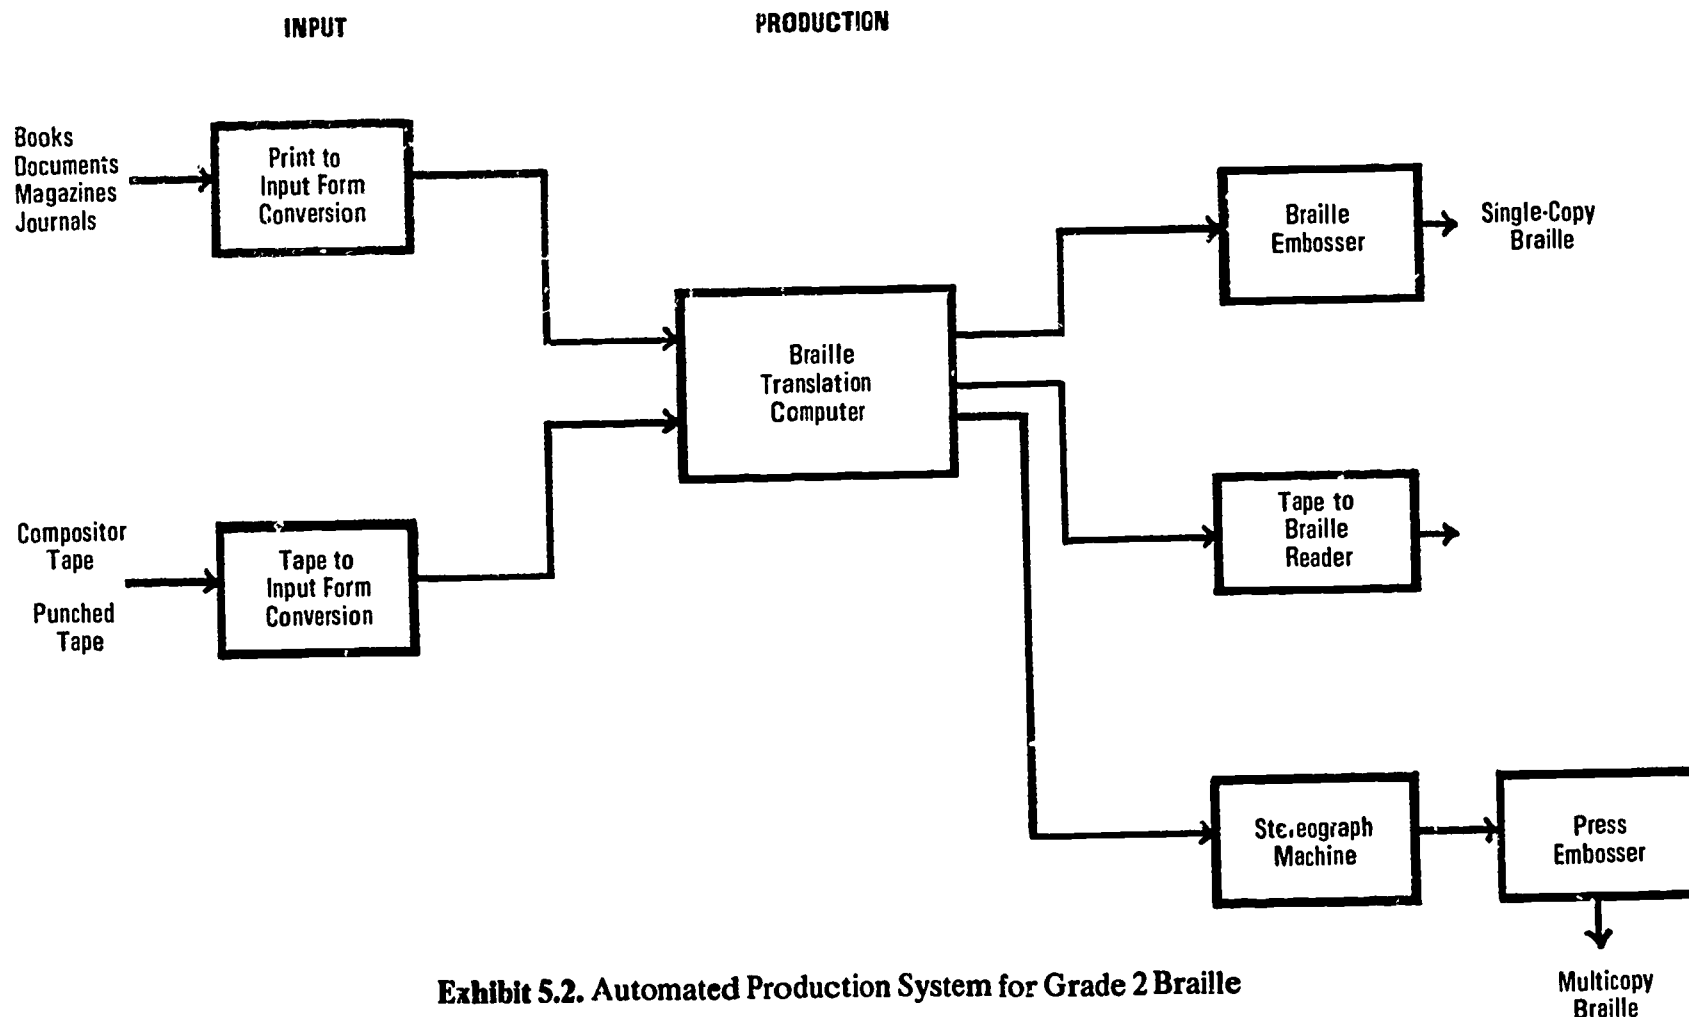 INPUT
PRODUCTION
Books
Documents
Magazines
Journals
Print to
Input Form
Conversion
Compositor
Tape
Punched
Tape
Tape to
Input Form
Conversion
Braille
Translation
Computer
Braille
Embosser
Single-Copy
Braille
Tape to
Braille
Reader
Stereograph
Machine
Press
Embosser
Multicopy
Braille
Exhibit 5.2. Automated Production System for Grade 2 Braille